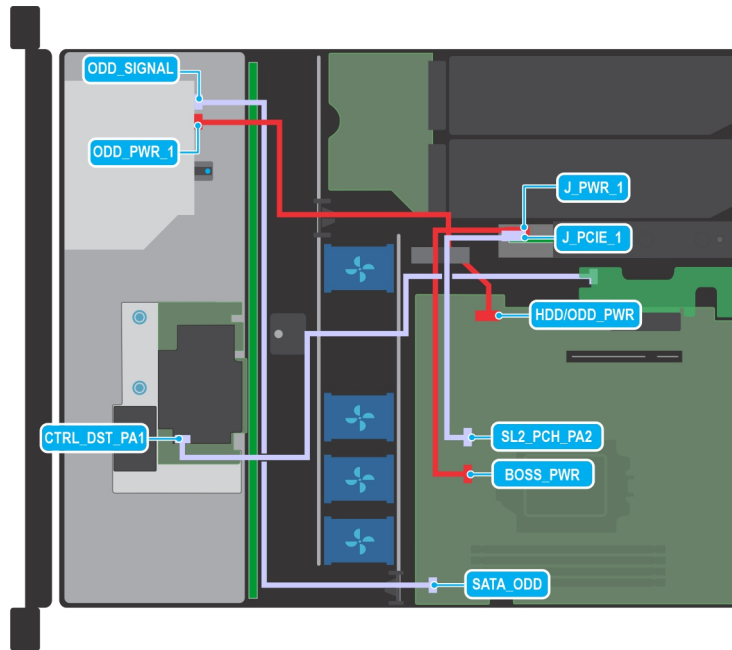 ODD_SIGNAL
ODD_PWR_1
J_PWR_1
J_PCIE_1
HDD/ODD_PWR
CTRL_DST_PA1
SL2_PCH_PA2
BOSS_PWR
SATA_ODD